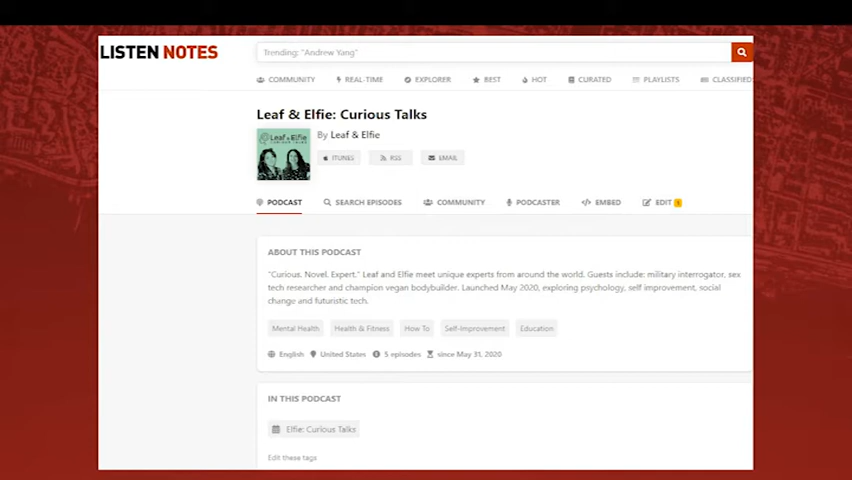 LISTEN NOTES
Trending: "Andrew Yang"
COMMUNITY REAL-TIME EXPLORER BEST HOT CURATED PLAYLISTS CLASSIFIED
Leaf & Elfie: Curious Talks
Leaf & Elfie
By Leaf & Elfie
ITUNES RSS EMAIL
PODCAST SEARCH EPISODES COMMUNITY PODCASTER EMBED EDIT
ABOUT THIS PODCAST
"Curious. Novel. Expert." Leaf and Elfie meet unique experts from around the world. Guests include: military interrogator, sex
tech researcher and champion vegan bodybuilder. Launched May 2020, exploring psychology, self improvement, social
change and futuristic tech.
Mental Health Health & Fitness How To Self-Improvement Education
English United States 5 episodes since May 31, 2020
IN THIS PODCAST
Elfie: Curious Talks
Edit these tags